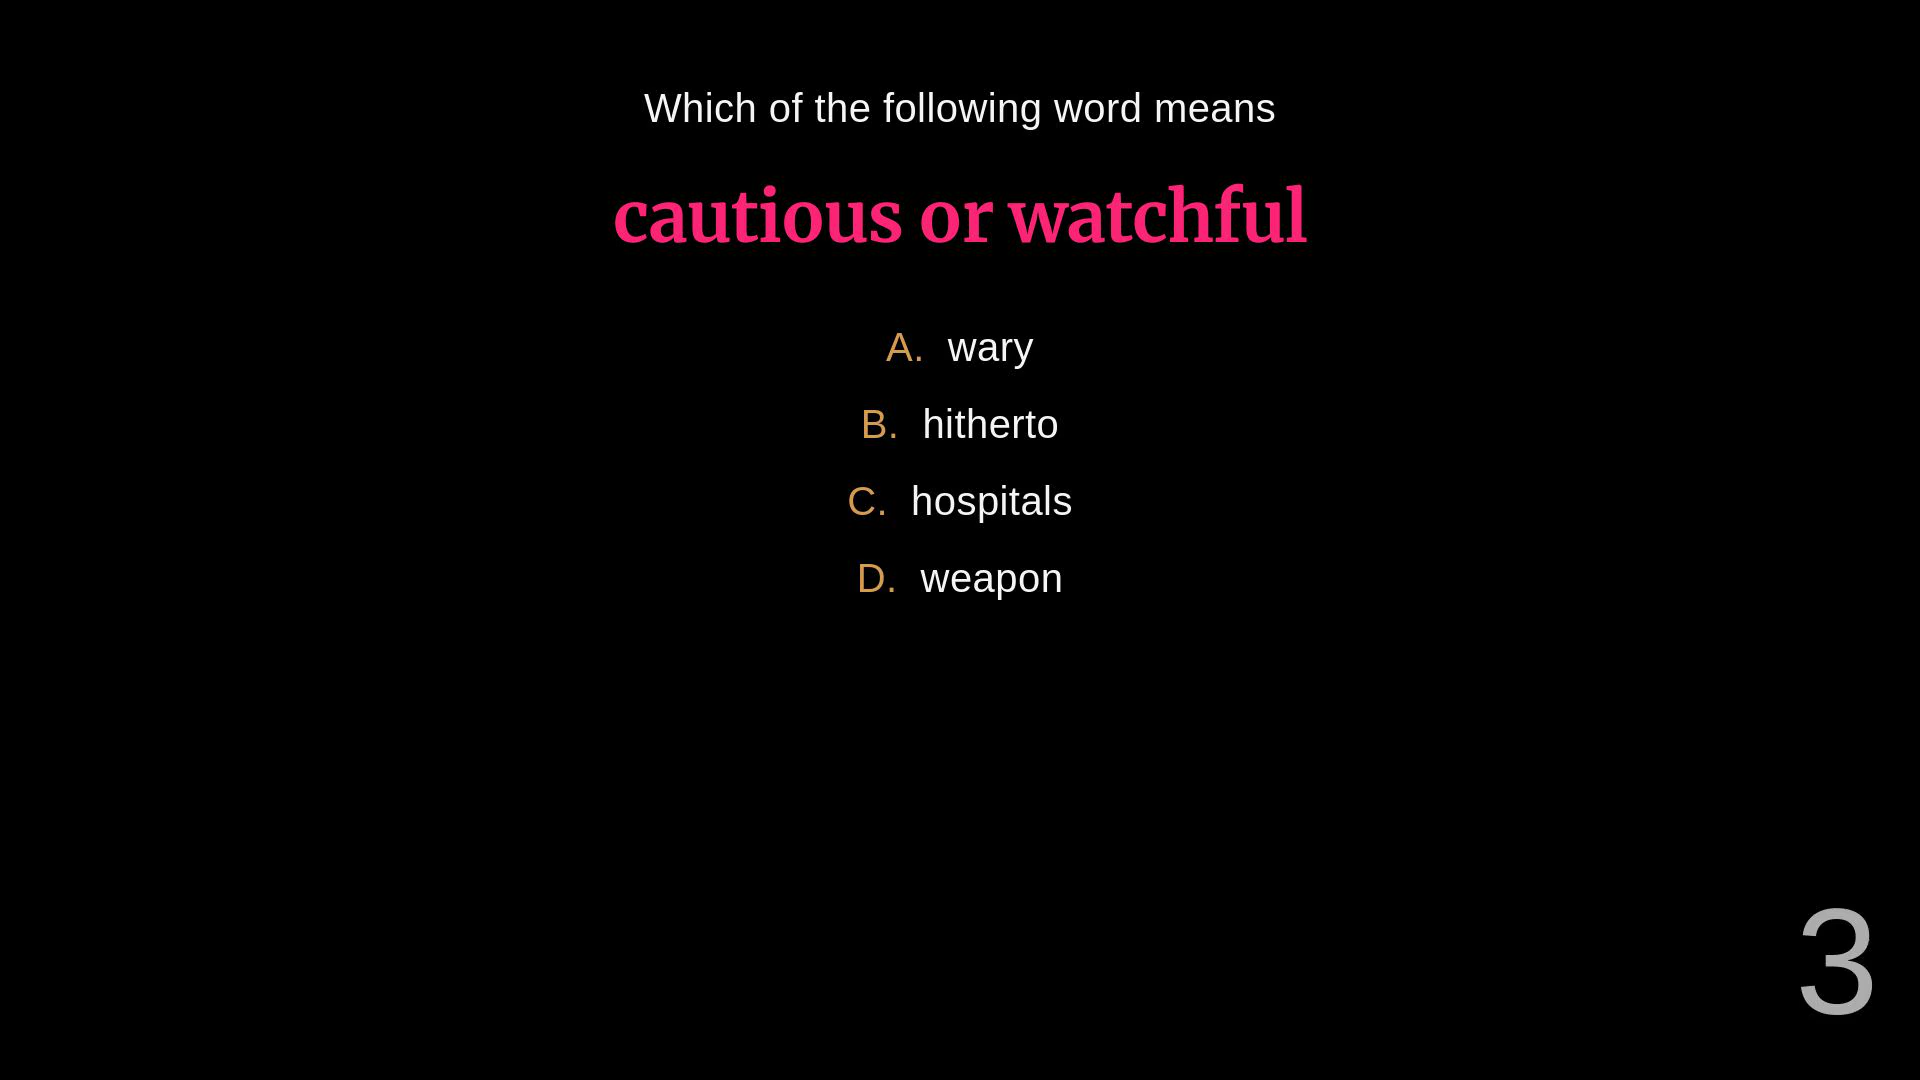 Which of the following word means
cautious or watchful
A. wary
B. hitherto
C. hospitals
D. weapon
3